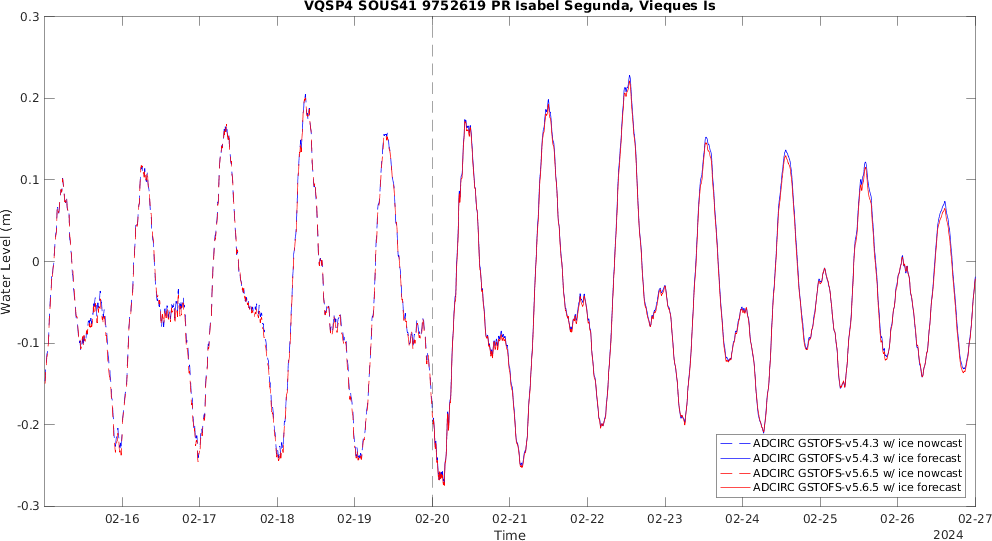 VQSP4 SOUS41 9752619 PR Isabel Segunda, Vieques Is
0.3
0.2
0.1
0
-0.1
-0.2
-0.3
Water Level (m)
ADCIRC GSTOFS-v5.4.3 w/ ice nowcast
ADCIRC GSTOFS-v5.4.3 w/ ice forecast
ADCIRC GSTOFS-v5.6.5 w/ ice nowcast
ADCIRC GSTOFS-v5.6.5 w/ ice forecast
02-16 02-17 02-18 02-19 02-20 02-21 02-22 02-23 02-24 02-25 02-26 02-27
Time
2024